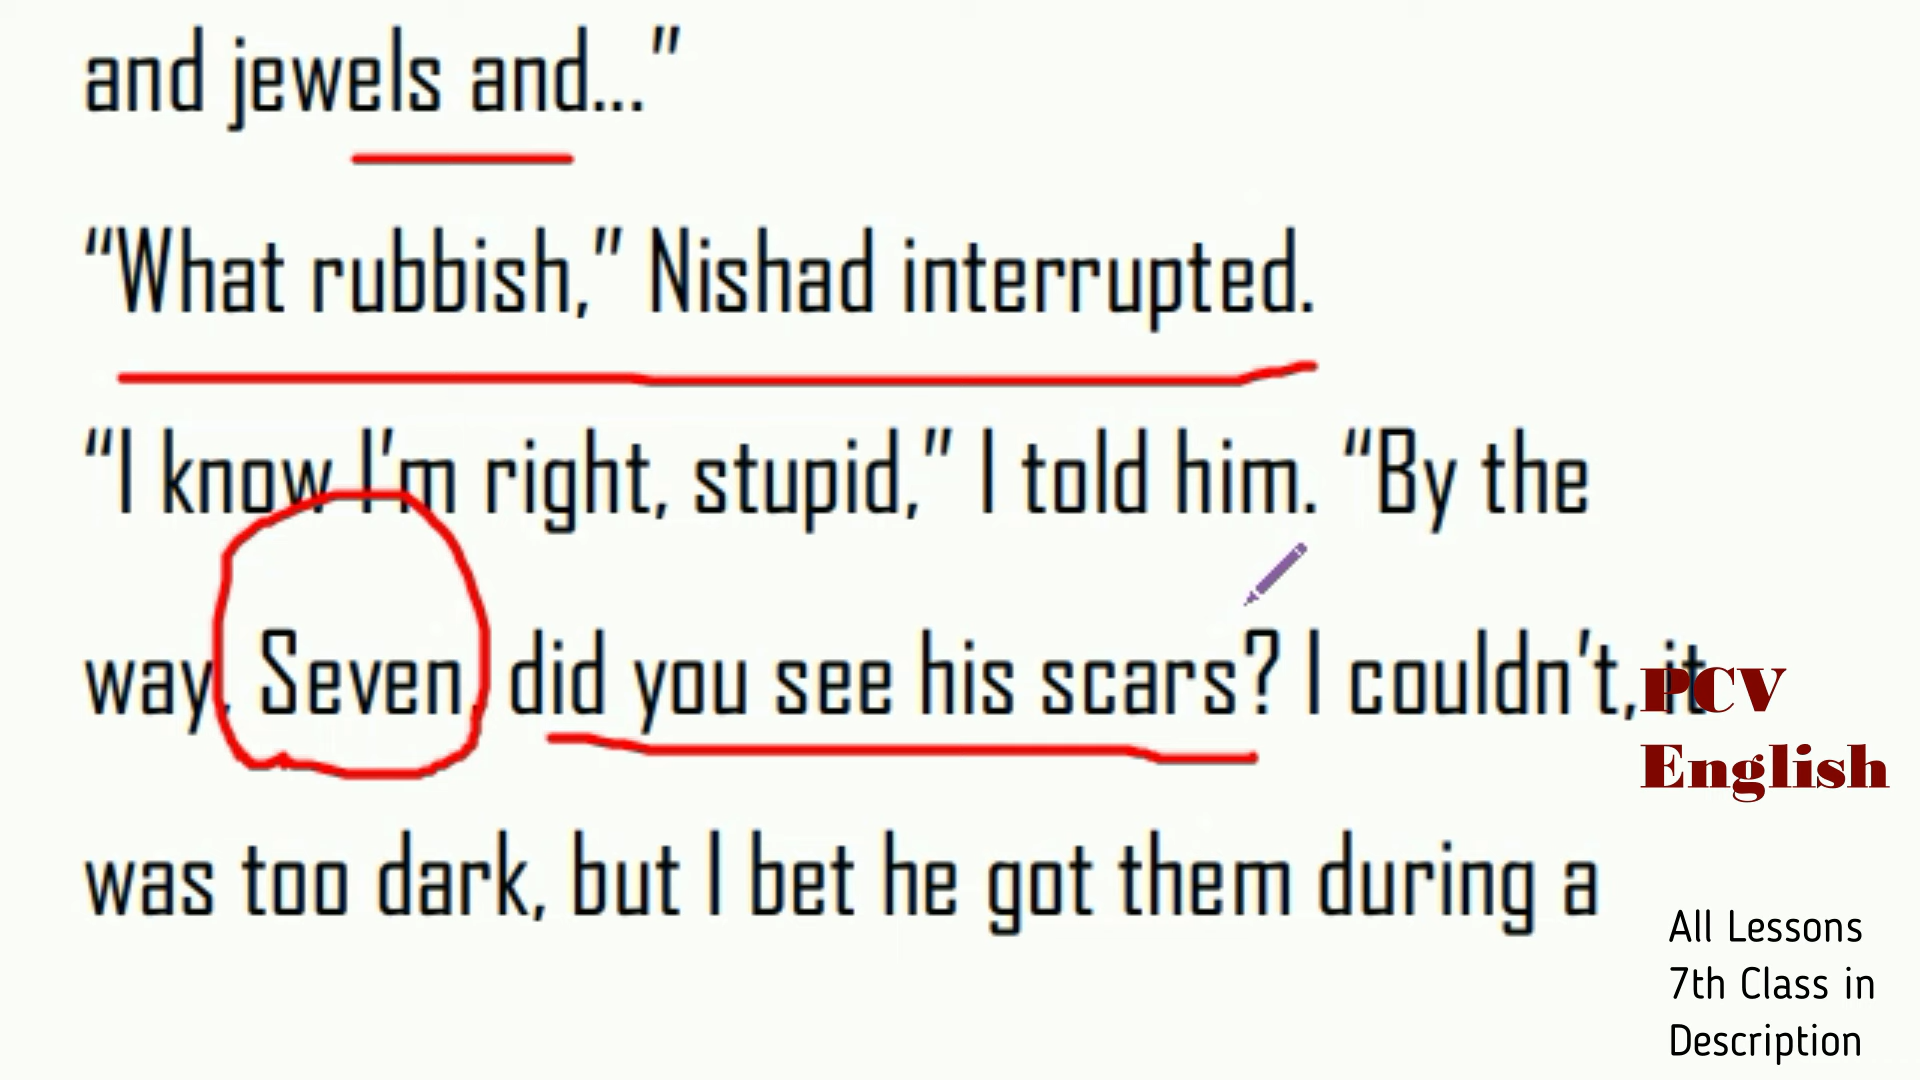 and jewels and...”
“What rubbish,” Nishad interrupted.
“I know I’m right, stupid,” I told him. “By the
way, Seven, did you see his scars? I couldn’t, it
was too dark, but I bet he got them during a
PCV
English
All Lessons
7th Class in
Description